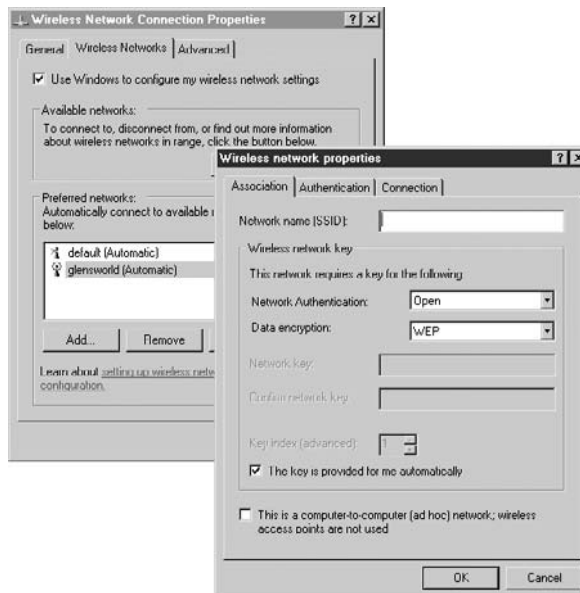 Wireless Network Connection Properties
General
Wireless Networks
Advanced
Use Windows to configure my wireless network settings
Available networks:
To connect to, disconnect from, or find out more information
about wireless networks in range, click the button below.
Preferred networks:
Automatically connect to available
below:
default (Automatic)
glensworld (Automatic)
Add...
Remove
Learn about setting up wireless netw
configuration.
Wireless network properties
Association
Authentication
Connection
Network name (SSID):
Wireless network key
This network requires a key for the following
Network Authentication:
Open
Data encryption:
WEP
Network key:
Confirm network key:
Key index (advanced):
1
The key is provided for me automatically
This is a computer-to-computer (ad hoc) network; wireless
access points are not used
OK
Cancel